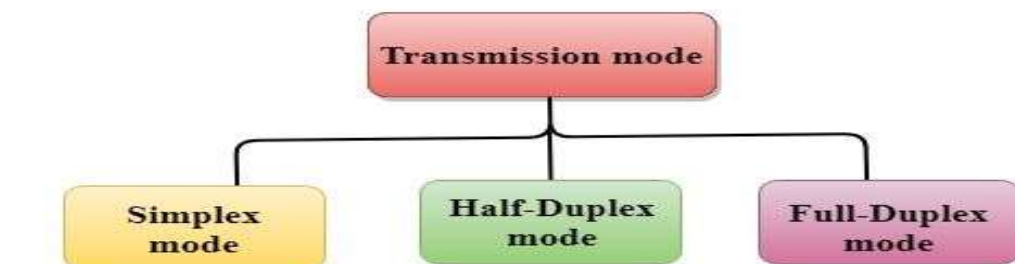 Transmission mode
Simplex
mode
Half-Duplex
mode
Full-Duplex
mode